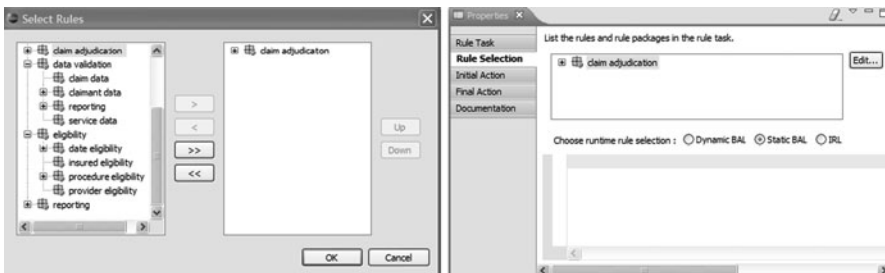 Select Rules
claim adjudication
data validation
claim data
claimant data
reporting
service data
eligibility
date eligibility
insured eligibility
procedure eligibility
provider eligibility
reporting
>
<
>>
<<
claim adjudicaton
Up
Down
OK
Cancel
Properties
Rule Task
Rule Selection
Initial Action
Final Action
Documentation
List the rules and rule packages in the rule task.
claim adjudication
Edit...
Choose runtime rule selection : Dynamic BAL Static BAL IRL